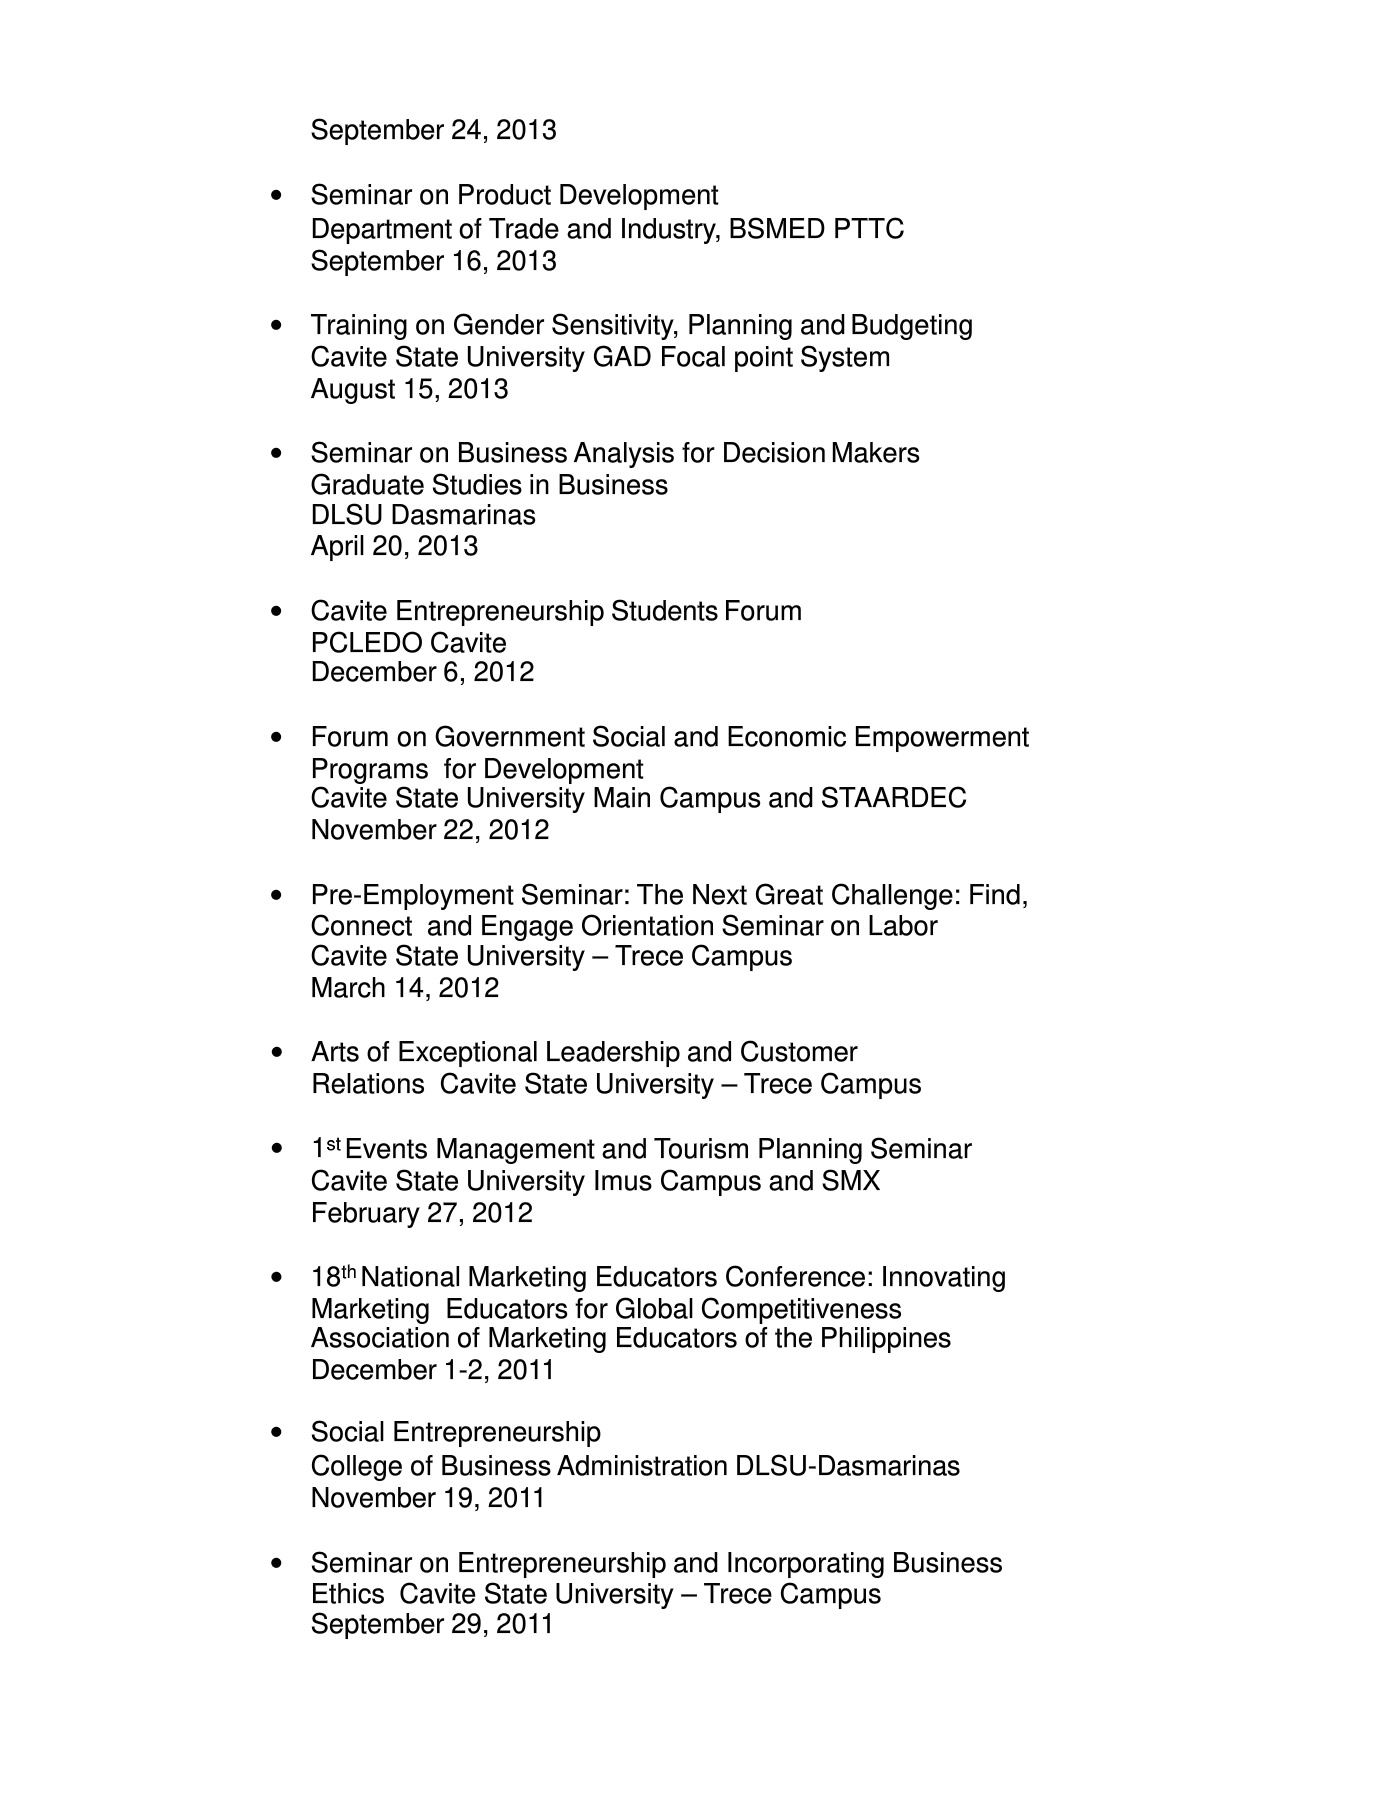 September 24, 2013
• Seminar on Product Development
Department of Trade and Industry, BSMED PTTC
September 16, 2013
• Training on Gender Sensitivity, Planning and Budgeting
Cavite State University GAD Focal point System
August 15, 2013
• Seminar on Business Analysis for Decision Makers
Graduate Studies in Business
DLSU Dasmarinas
April 20, 2013
• Cavite Entrepreneurship Students Forum
PCLEDO Cavite
December 6, 2012
• Forum on Government Social and Economic Empowerment
Programs for Development
Cavite State University Main Campus and STAARDEC
November 22, 2012
• Pre-Employment Seminar: The Next Great Challenge: Find,
Connect and Engage Orientation Seminar on Labor
Cavite State University – Trece Campus
March 14, 2012
• Arts of Exceptional Leadership and Customer
Relations Cavite State University – Trece Campus
• 1st Events Management and Tourism Planning Seminar
Cavite State University Imus Campus and SMX
February 27, 2012
• 18th National Marketing Educators Conference: Innovating
Marketing Educators for Global Competitiveness
Association of Marketing Educators of the Philippines
December 1-2, 2011
• Social Entrepreneurship
College of Business Administration DLSU-Dasmarinas
November 19, 2011
• Seminar on Entrepreneurship and Incorporating Business
Ethics Cavite State University – Trece Campus
September 29, 2011